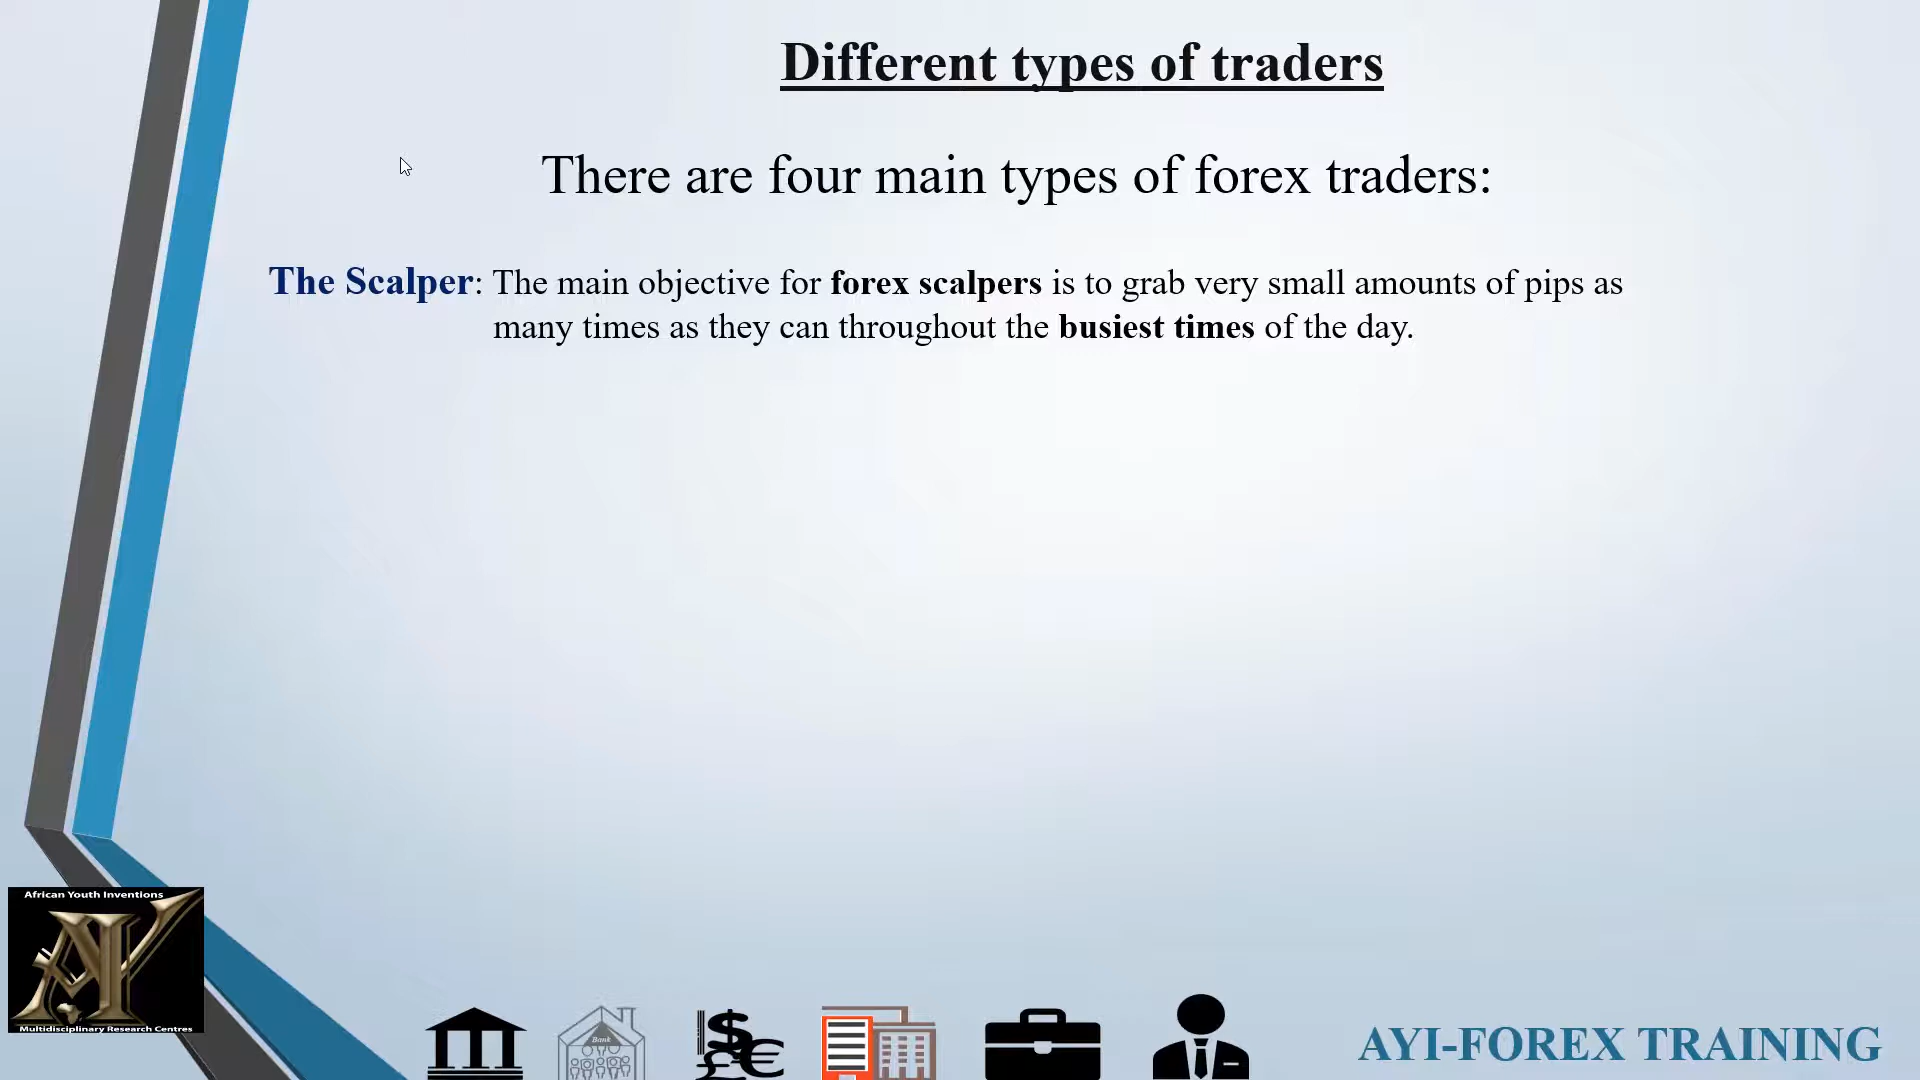 Different types of traders
There are four main types of forex traders:
The Scalper: The main objective for forex scalpers is to grab very small amounts of pips as
many times as they can throughout the busiest times of the day.
African Youth Inventions
AY
Multidisciplinary Research Centres
Bank
$
£€
AYI-FOREX TRAINING